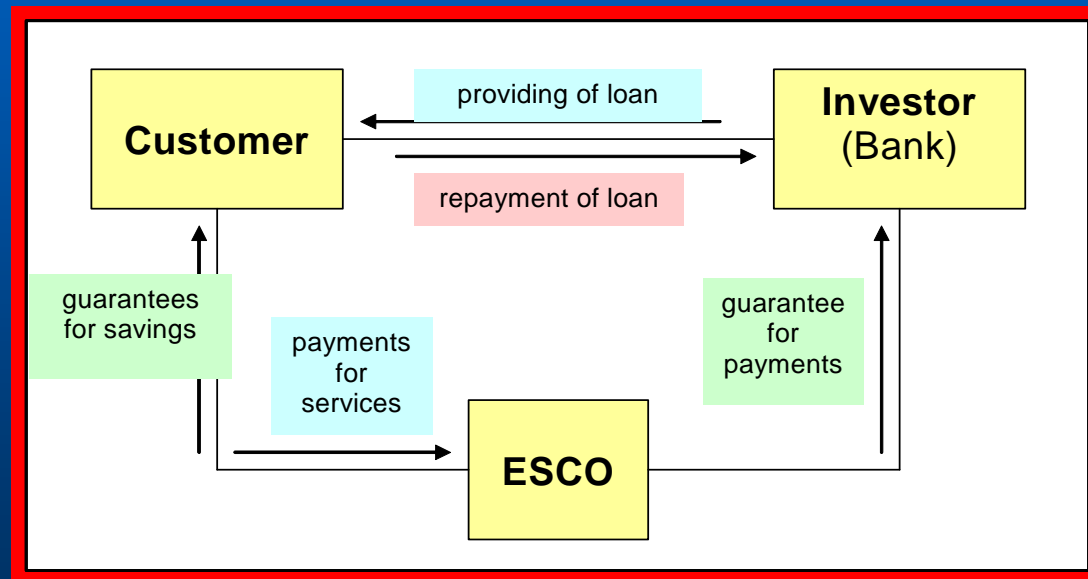 Customer
providing of loan
Investor
(Bank)
repayment of loan
guarantees
for savings
payments
for
services
guarantee
for
payments
ESCO